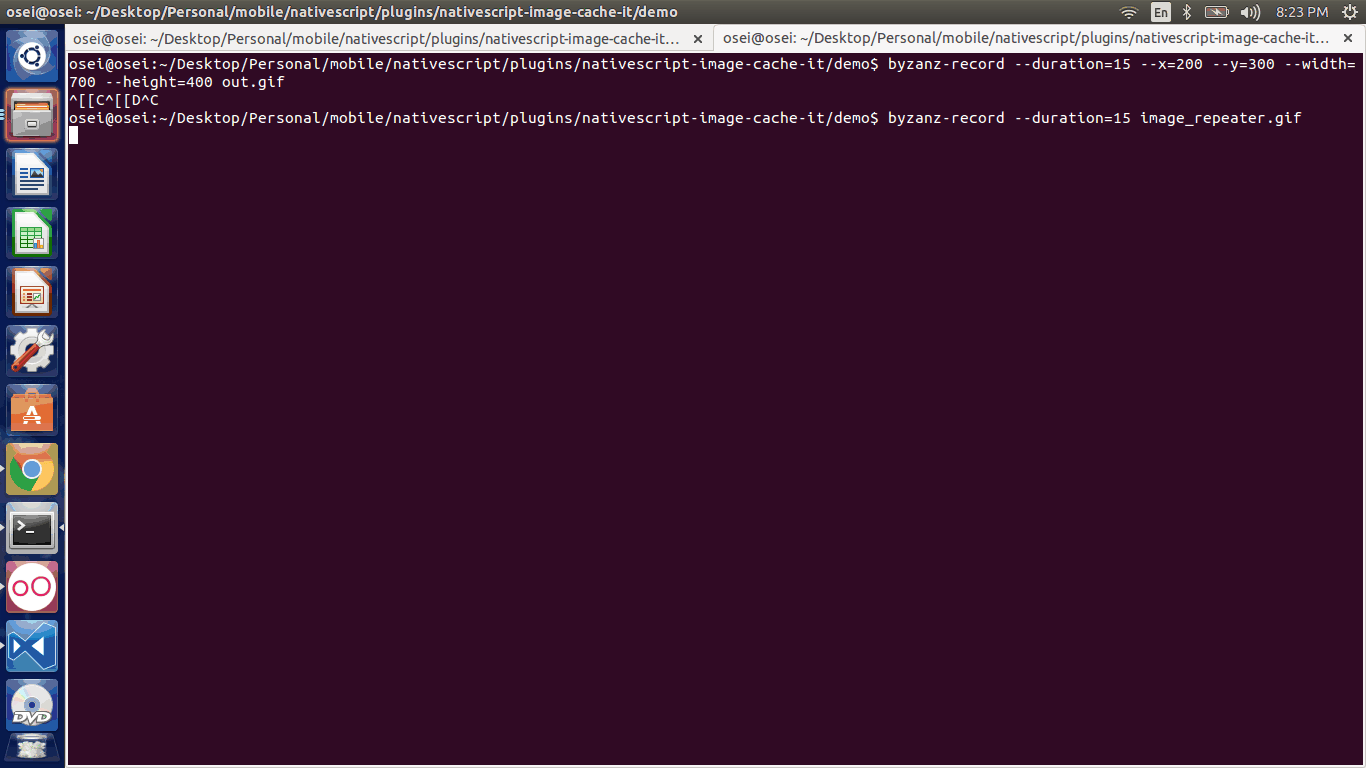 osei@osei: ~/Desktop/Personal/mobile/nativescript/plugins/nativescript-image-cache-it/demo
En
8:23 PM
osei@osei: ~/Desktop/Personal/mobile/nativescript/plugins/nativescript-image-cache-it... ×
osei@osei: ~/Desktop/Personal/mobile/nativescript/plugins/nativescript-image-cache-it... ×
osei@osei:~/Desktop/Personal/mobile/nativescript/plugins/nativescript-image-cache-it/demo$ byzanz-record --duration=15 --x=200 --y=300 --width=
700 --height=400 out.gif
^[[C^[[D^C
osei@osei:~/Desktop/Personal/mobile/nativescript/plugins/nativescript-image-cache-it/demo$ byzanz-record --duration=15 image_repeater.gif
A
>_
DVD